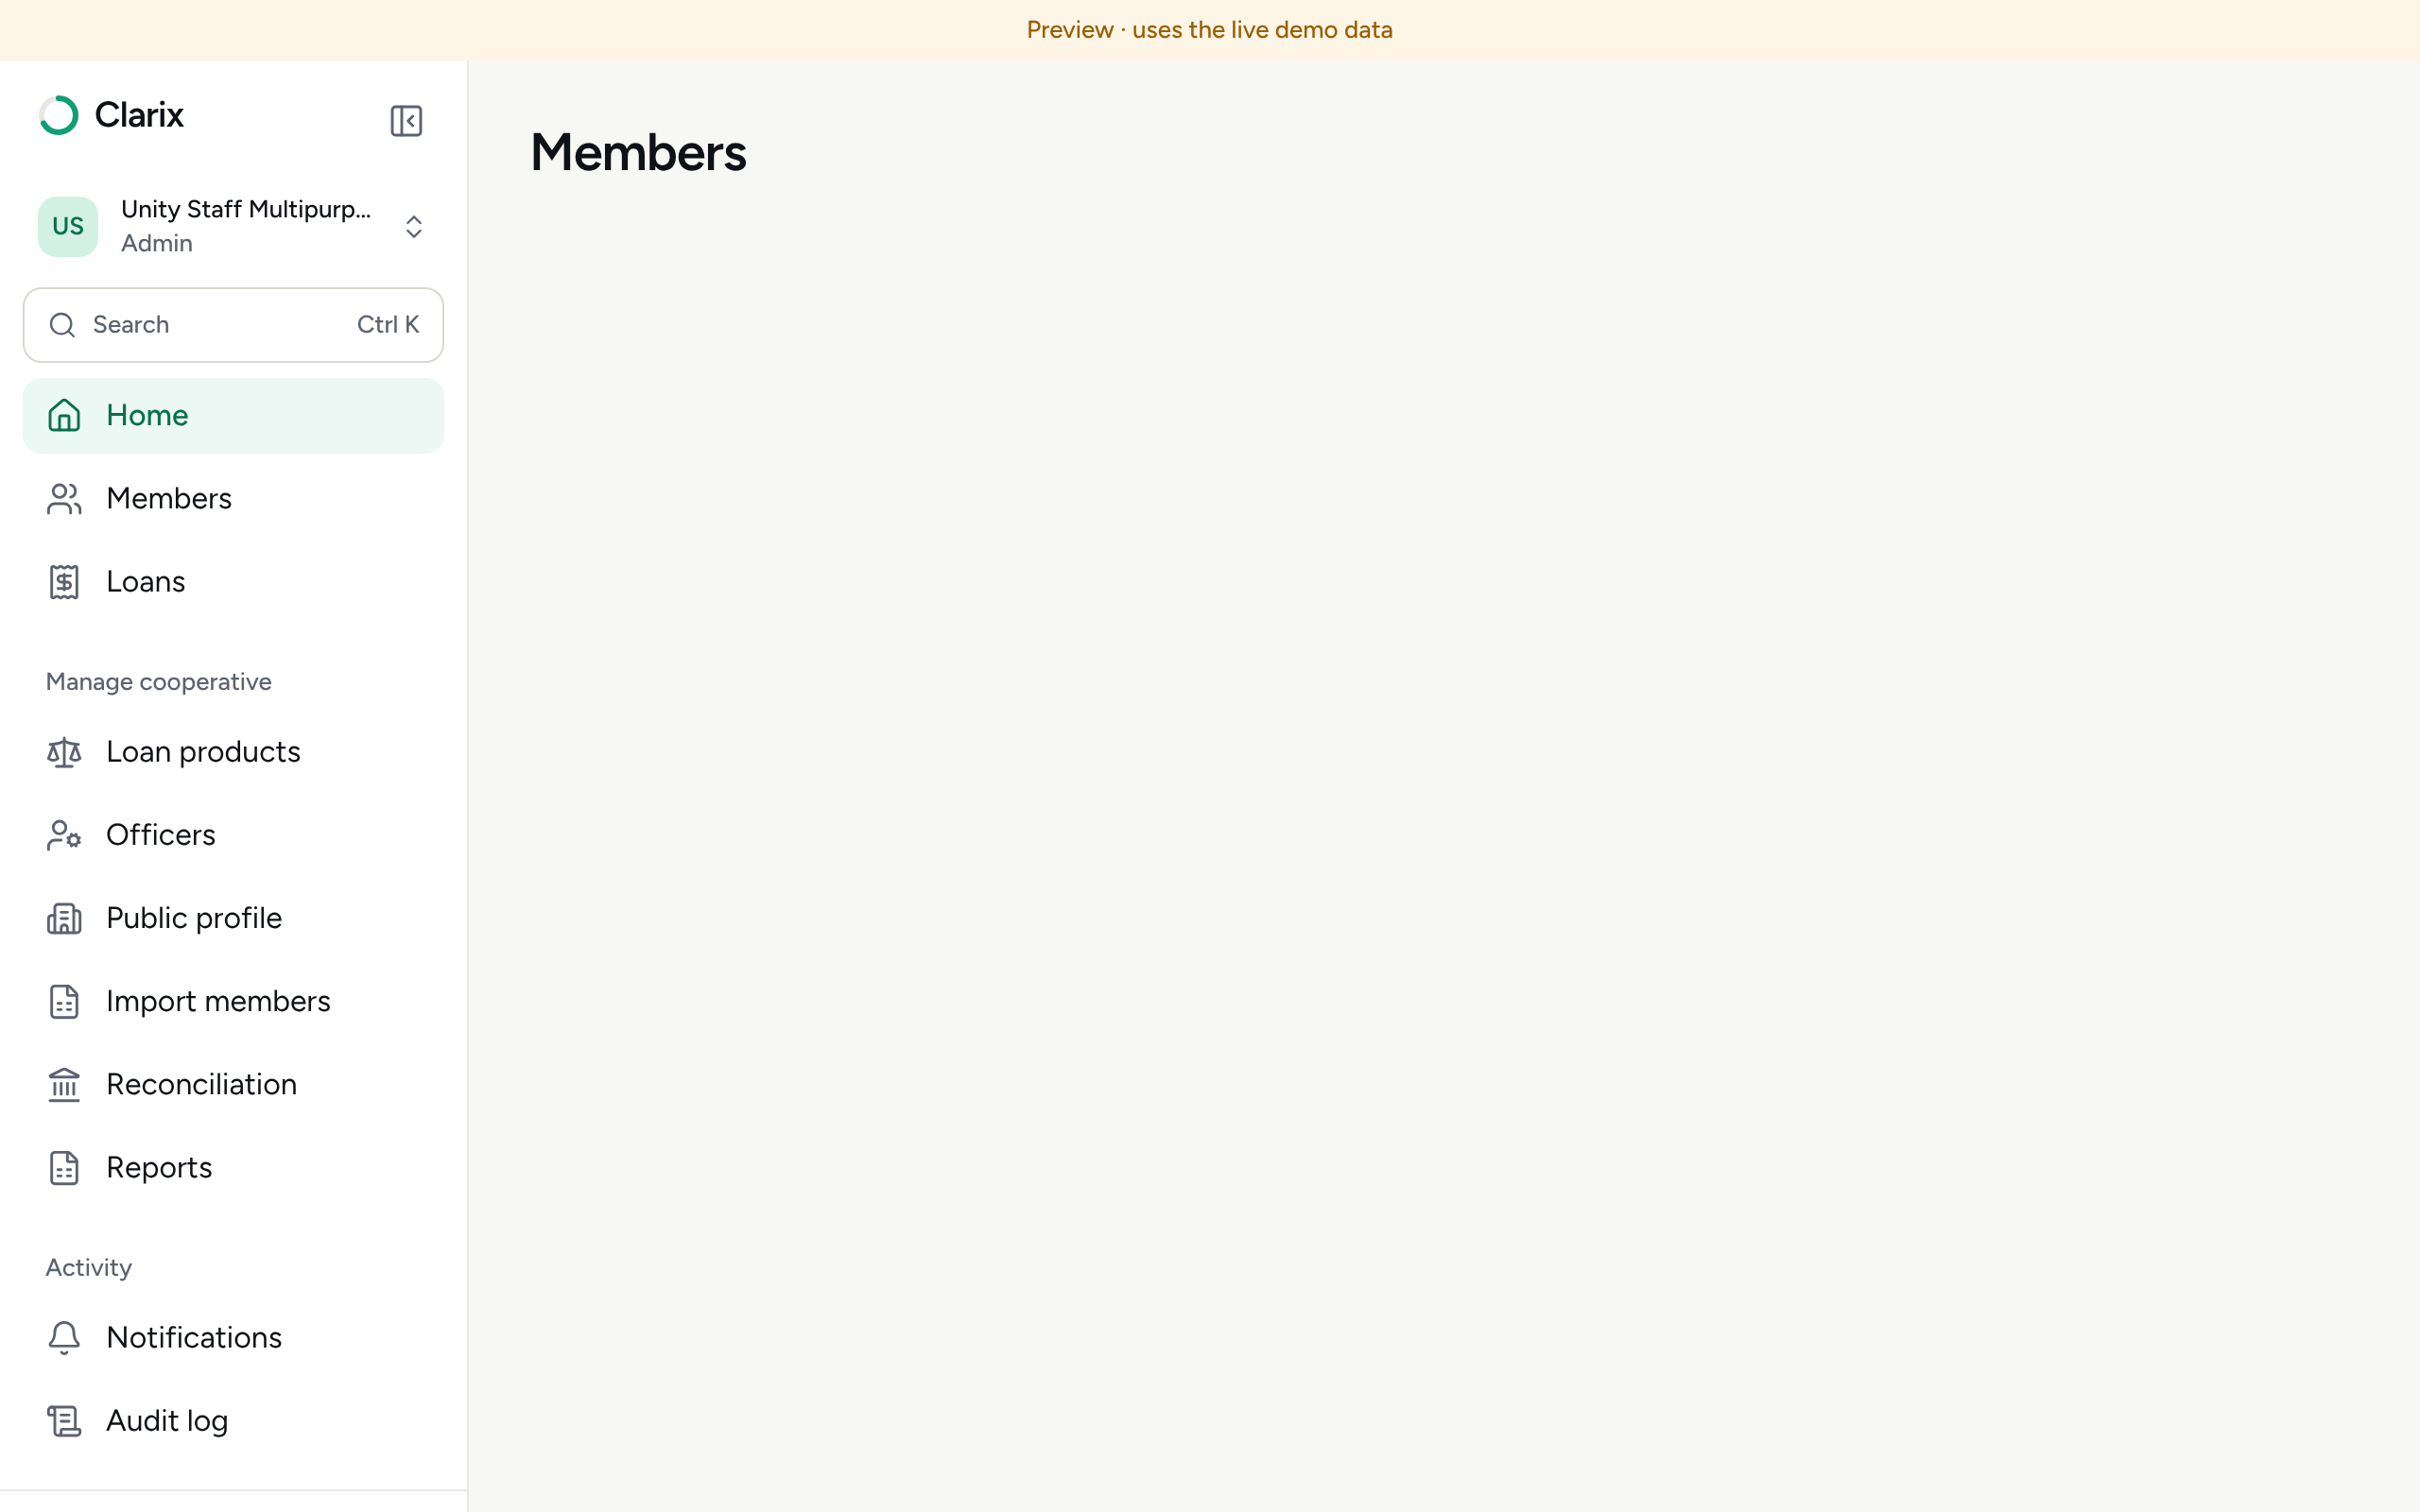 Preview · uses the live demo data
Clarix
US
Unity Staff Multipurp...
Admin
Search
Ctrl K
Home
Members
Loans
Manage cooperative
Loan products
Officers
Public profile
Import members
Reconciliation
Reports
Activity
Notifications
Audit log
Members